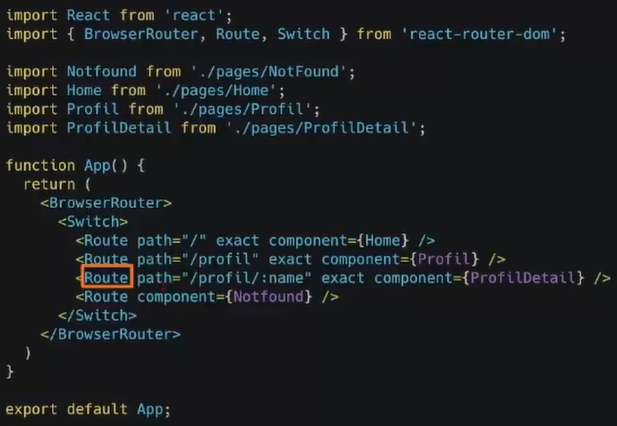 import React from 'react';
import { BrowserRouter, Route, Switch } from 'react-router-dom';
import Notfound from './pages/NotFound';
import Home from './pages/Home';
import Profil from './pages/Profil';
import ProfilDetail from './pages/ProfilDetail';
function App() {
return (
<BrowserRouter>
<Switch>
<Route path="/" exact component={Home} />
<Route path="/profil" exact component={Profil} />
<Route path="/profil/:name" exact component={ProfilDetail} />
<Route component={Notfound} />
</Switch>
</BrowserRouter>
)
}
export default App;